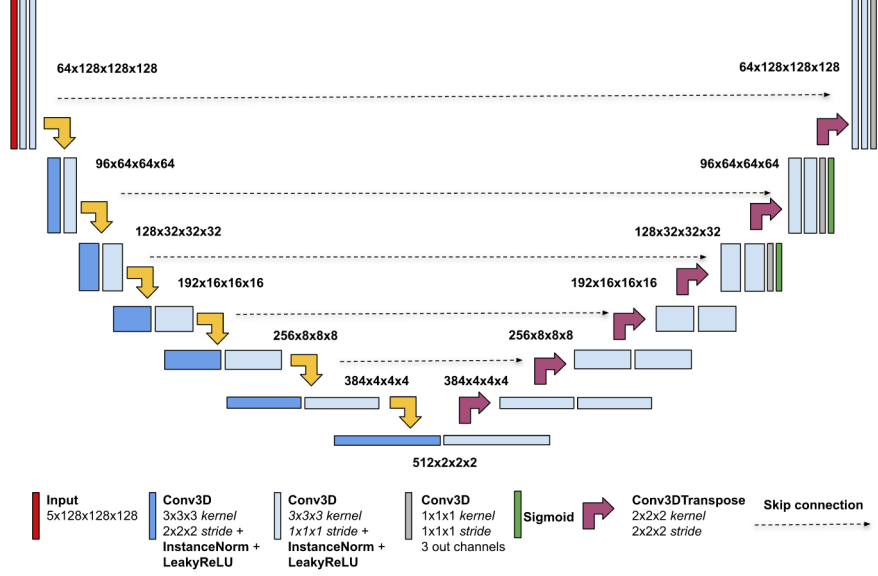 64x128x128x128
64x128x128x128
96x64x64x64
96x64x64x64
128x32x32x32
128x32x32x32
192x16x16x16
192x16x16x16
256x8x8x8
256x8x8x8
384x4x4x4
384x4x4x4
512x2x2x2
Input
5x128x128x128
Conv3D
3x3x3 kernel
2x2x2 stride +
InstanceNorm +
LeakyReLU
Conv3D
3x3x3 kernel
1x1x1 stride +
InstanceNorm +
LeakyReLU
Conv3D
1x1x1 kernel
1x1x1 stride
3 out channels
Sigmoid
Conv3DTranspose
2x2x2 kernel
2x2x2 stride
Skip connection